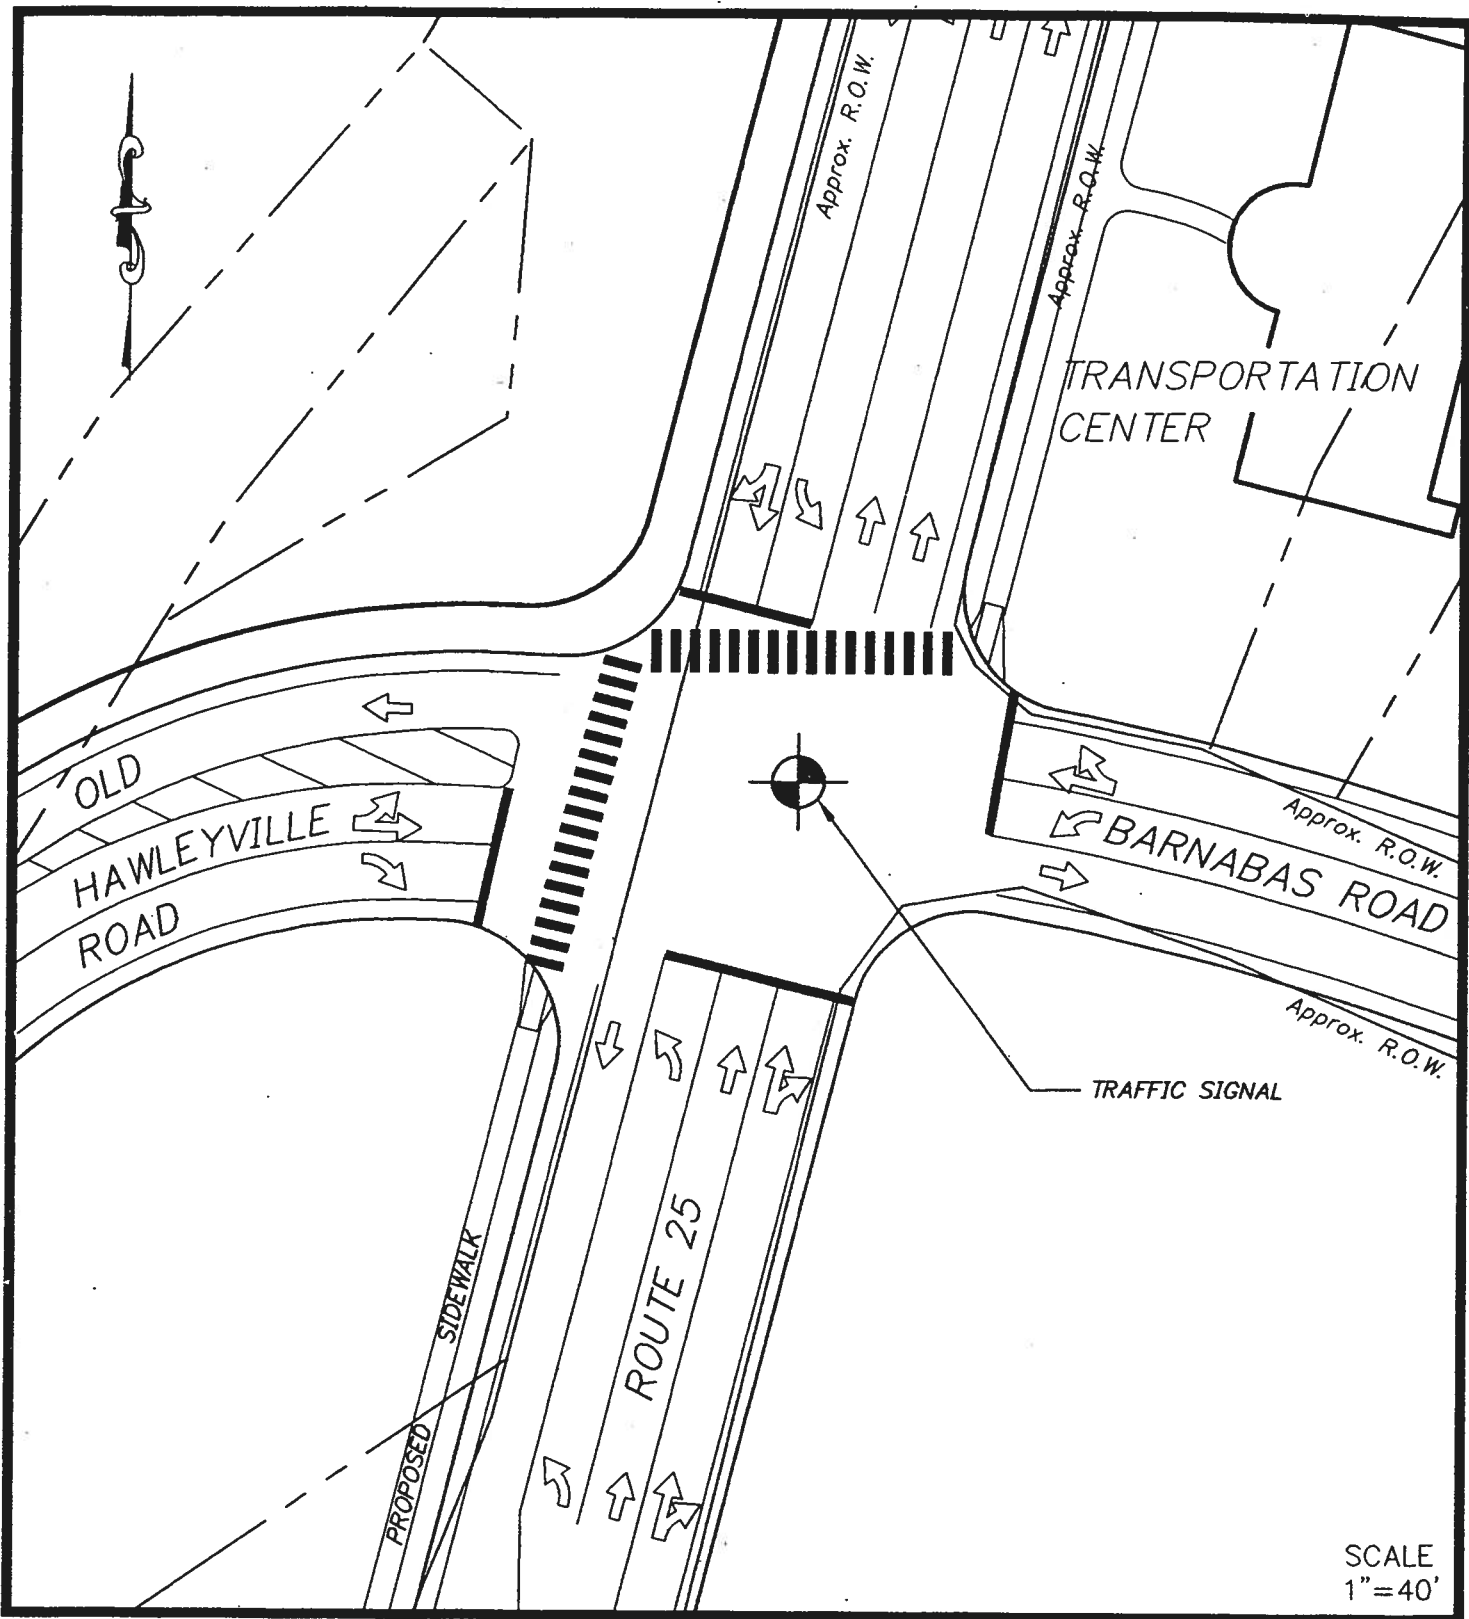 Approx. R.O.W.
Approx. R.O.W.
TRANSPORTATION
CENTER
OLD
HAWLEYVILLE
ROAD
BARNABAS ROAD
Approx. R.O.W.
Approx. R.O.W.
TRAFFIC SIGNAL
ROUTE 25
PROPOSED SIDEWALK
SCALE
1"=40'